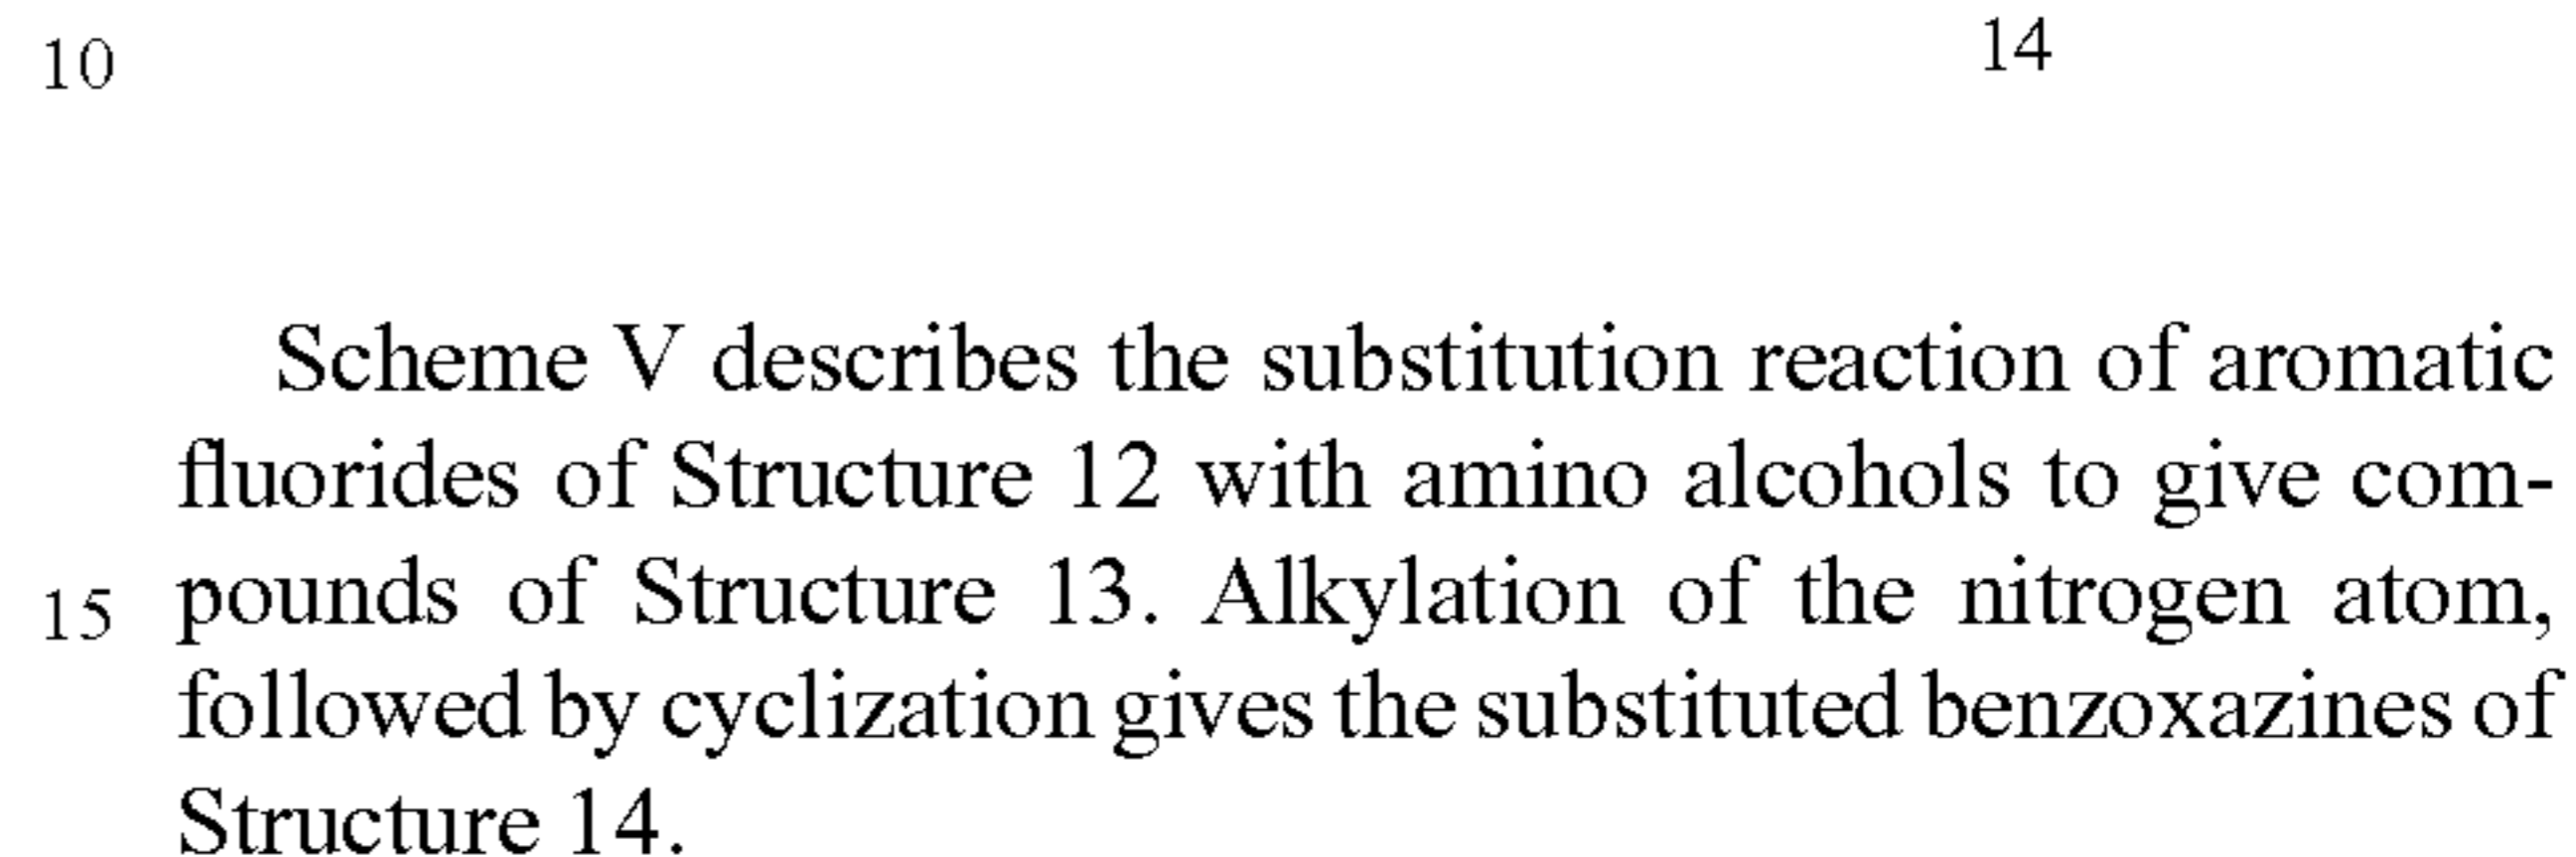 10 14
Scheme V describes the substitution reaction of aromatic
fluorides of Structure 12 with amino alcohols to give com-
15 pounds of Structure 13. Alkylation of the nitrogen atom,
followed by cyclization gives the substituted benzoxazines of
Structure 14.